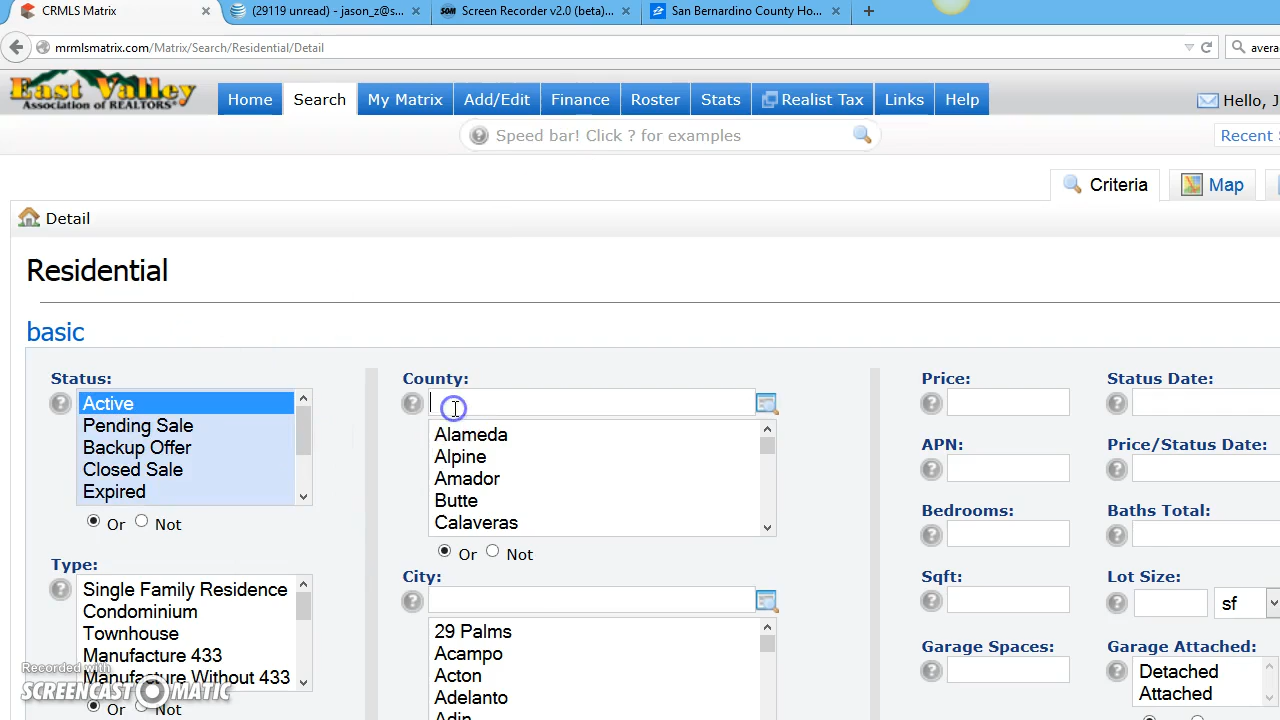 CRMLS Matrix
(29119 unread) - jason_z@s...
SOM
Screen Recorder v2.0 (beta)...
San Bernardino County Ho...
mrmlsmatrix.com/Matrix/Search/Residential/Detail
avera
East Valley
Association of REALTORS®
Home
Search
My Matrix
Add/Edit
Finance
Roster
Stats
Realist Tax
Links
Help
Hello, J
Speed bar! Click ? for examples
Recent
Criteria
Map
Detail
Residential
basic
Status:
Active
Pending Sale
Backup Offer
Closed Sale
Expired
Or Not
Type:
Single Family Residence
Condominium
Townhouse
Manufacture 433
Manufacture Without 433
Or Not
County:
Alameda
Alpine
Amador
Butte
Calaveras
Or Not
City:
29 Palms
Acampo
Acton
Adelanto
Adin
Price:
APN:
Bedrooms:
Sqft:
Garage Spaces:
Status Date:
Price/Status Date:
Baths Total:
Lot Size:
sf
Garage Attached:
Detached
Attached
Recorded with
SCREENCAST O MATIC